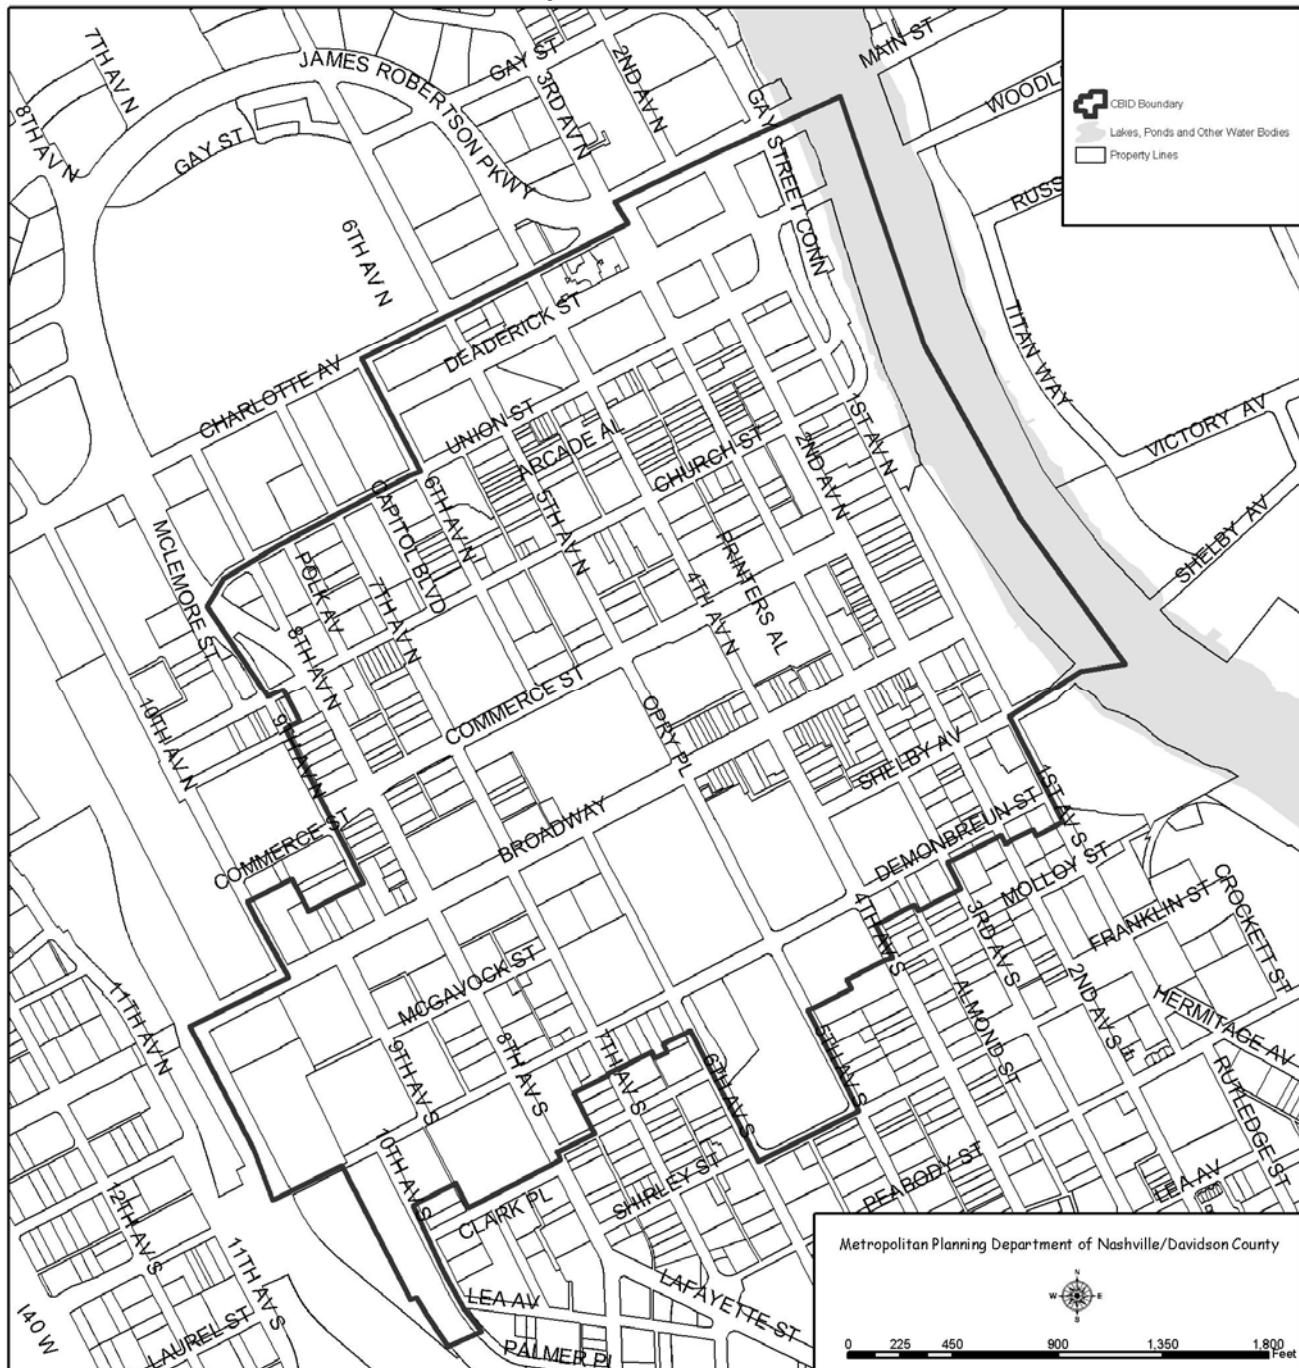 7TH AV N
JAMES ROBERTSON PKWY
GAY ST
3RD AV N
2ND AV N
MAIN ST
WOODL
8TH AV N
GAY ST
GAY STREET CONN
RUSS
CBID Boundary
Lakes, Ponds and Other Water Bodies
Property Lines
6TH AV N
DEADERICK ST
TITAN WAY
CHARLOTTE AV
UNION ST
ARCADE AL
CHURCH ST
2ND AV N
1ST AV N
VICTORY AV
SHELBY AV
MCLEMORE ST
POLK AV
CAPITOL BLVD
6TH AV N
5TH AV N
7TH AV N
4TH AV N
PRINTERS AL
8TH AV N
10TH AV N
9TH AV N
COMMERCE ST
OPRY PL
SHELBY AV
1ST AV S
COMMERCE ST
BROADWAY
DEMONBREUN ST
MOLLOY ST
4TH AV S
3RD AV S
FRANKLIN ST
CROCKETT ST
11TH AV N
MCGAVOCK ST
2ND AV S
HERMITAGE AV
ALMOND ST
9TH AV S
8TH AV S
7TH AV S
6TH AV S
5TH AV S
RUTLEDGE ST
10TH AV S
12TH AV S
11TH AV S
CLARK PL
SHIRLEY ST
PEABODY ST
LEA AV
I40 W
LAUREL ST
LEA AV
LAFAYETTE ST
PALMER PL
Metropolitan Planning Department of Nashville/Davidson County
N
W E
S
0 225 450 900 1,350 1,800
Feet